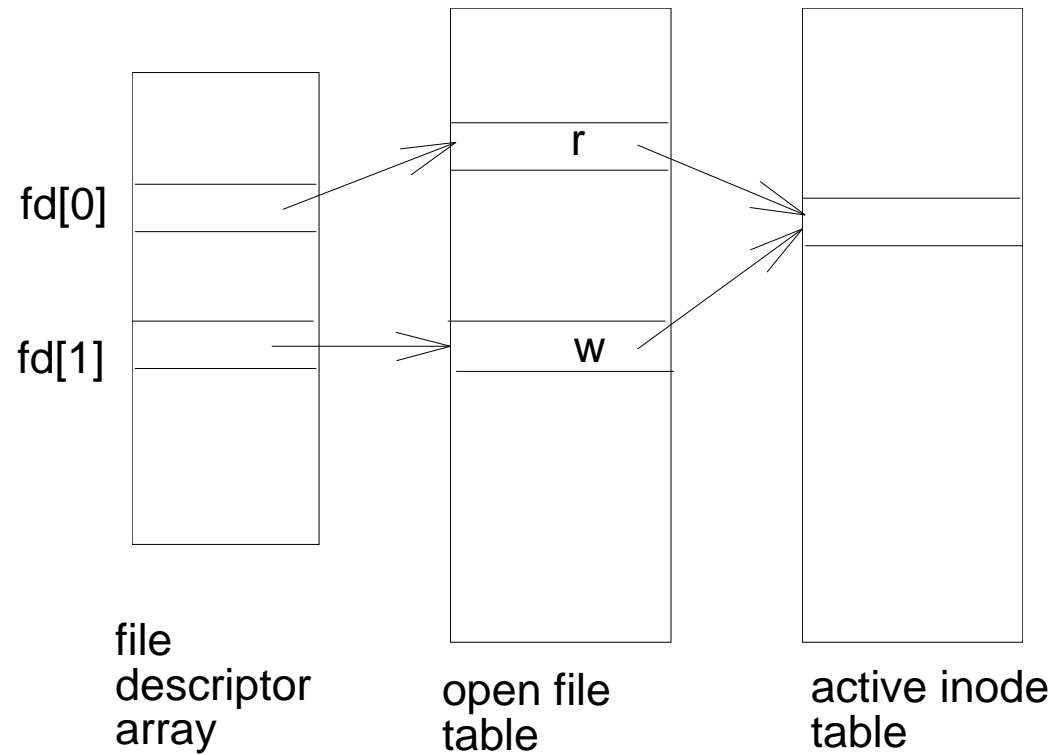 r
fd[0]
w
fd[1]
file
descriptor
array
open file
table
active inode
table